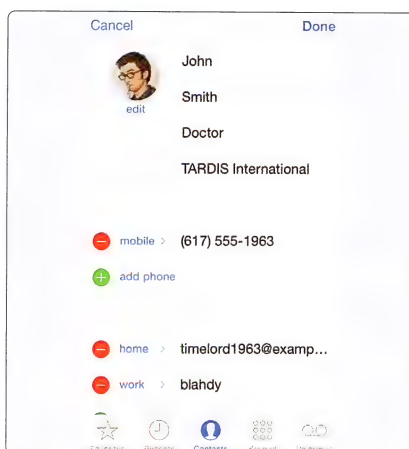 Cancel Done
John
edit
Smith
Doctor
TARDIS International
mobile > (617) 555-1963
add phone
home > timelord1963@examp...
work > blahdy
Contacts